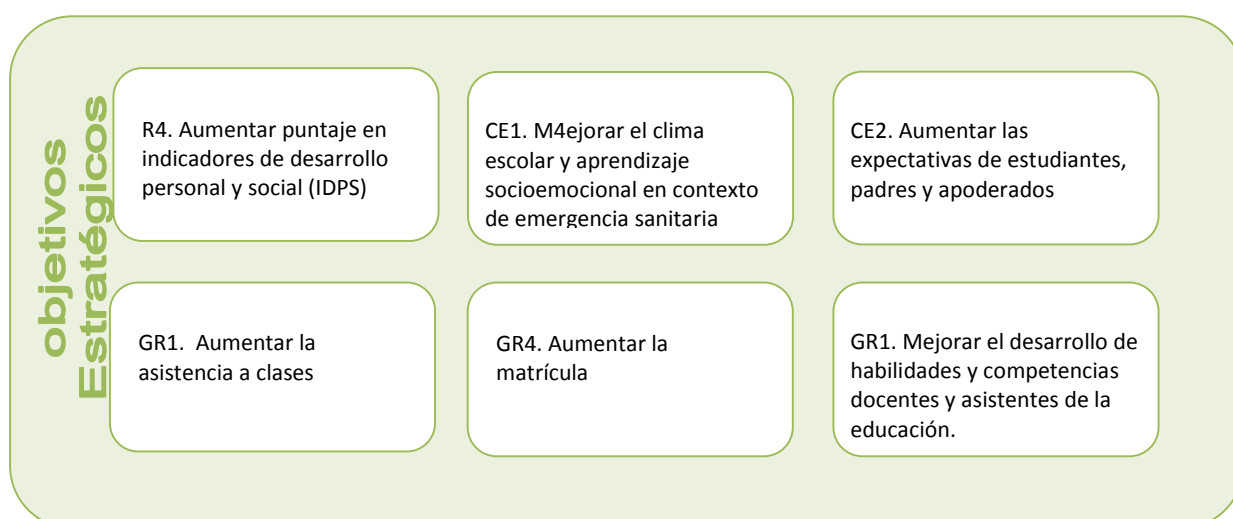 objetivos
Estratégicos
R4. Aumentar puntaje en
indicadores de desarrollo
personal y social (IDPS)
CE1. M4ejorar el clima
escolar y aprendizaje
socioemocional en contexto
de emergencia sanitaria
CE2. Aumentar las
expectativas de estudiantes,
padres y apoderados
GR1. Aumentar la
asistencia a clases
GR4. Aumentar la
matrícula
GR1. Mejorar el desarrollo de
habilidades y competencias
docentes y asistentes de la
educación.